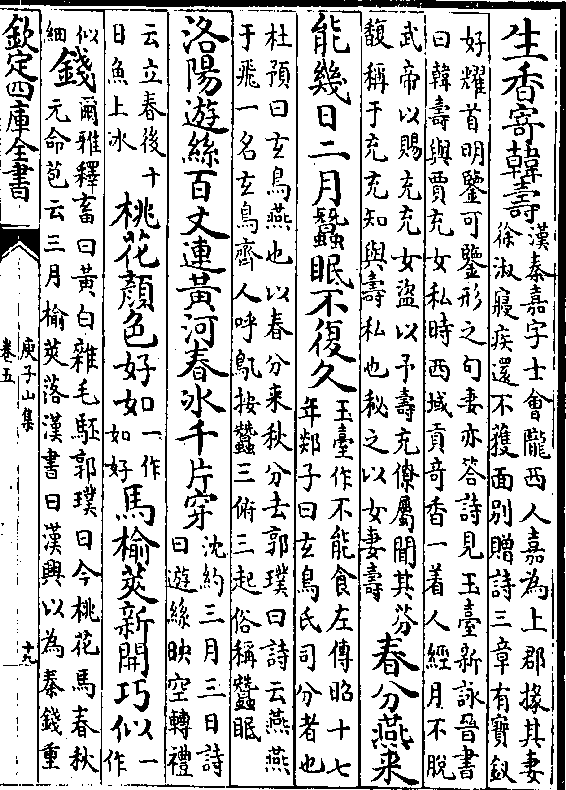 生香寄韓壽漢秦嘉字士會隴西人嘉為上郡掾其妻徐淑寢疾還不獲面別贈詩三章有寶釵
好耀首明鑒可鑒形之句妻亦答詩見玉臺新詠晉書曰韓壽與賈充女私時西域貢奇香一着人經月不脫
武帝以賜充充女盜以予壽充僚屬聞其芬馥稱于充充知與壽私也秘之以女妻壽春分燕来
能幾日二月蠶眠不復久玉臺作不能食左傳昭十七年郯子曰玄鳥氏司分者也
杜預曰玄鳥燕也以春分来秋分去郭璞曰詩云燕燕于飛一名玄鳥齊人呼鳦按蠶三俯三起俗稱蠶眠
洛陽遊絲百丈連黃河春冰千片穿沈約三月三日詩曰遊絲映空轉禮
云立春後十日魚上冰桃花顏色好如一作如好馬榆莢新開巧似一作
似細錢爾雅釋畜曰黃白雜毛駓郭璞曰今桃花馬春秋元命苞云三月榆莢落漢書曰漢興以為秦錢重
欽定四庫全書
庾子山集
卷五
十九